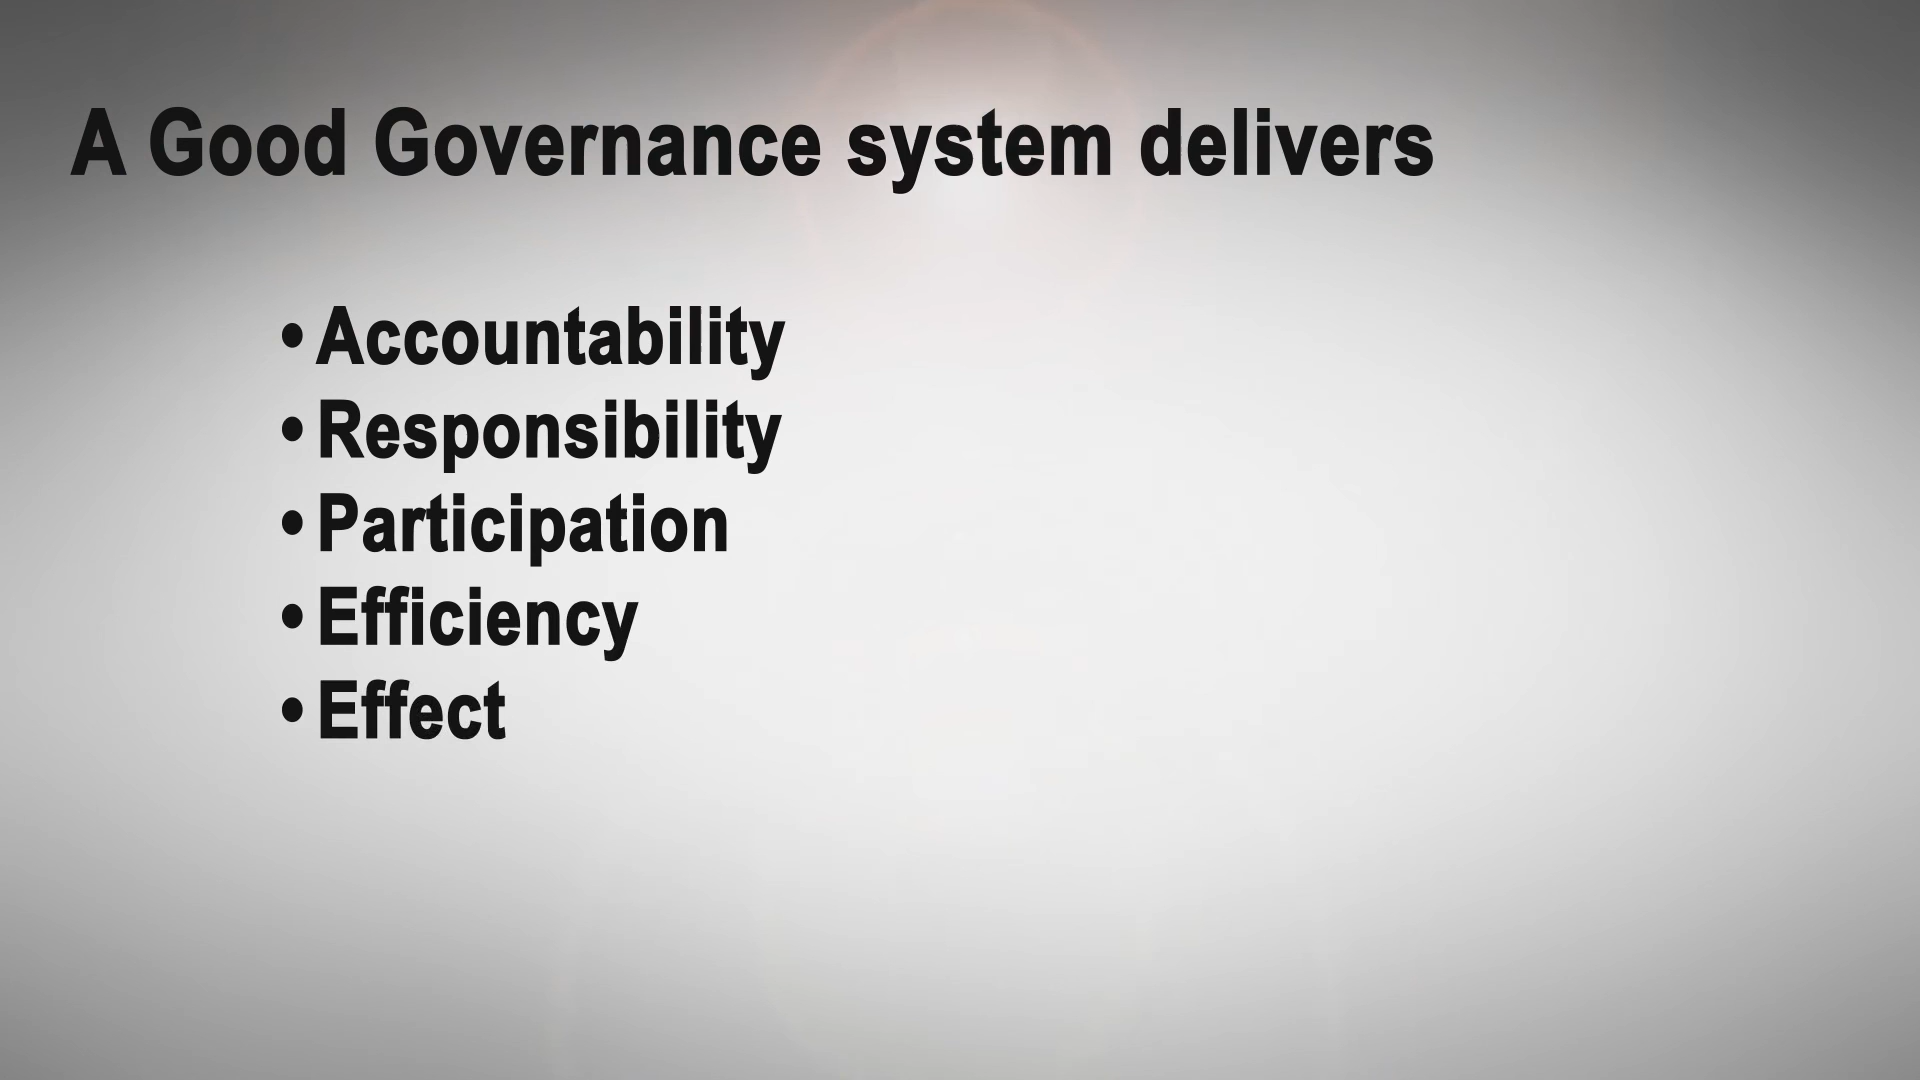 A Good Governance system delivers
• Accountability
• Responsibility
• Participation
• Efficiency
• Effect